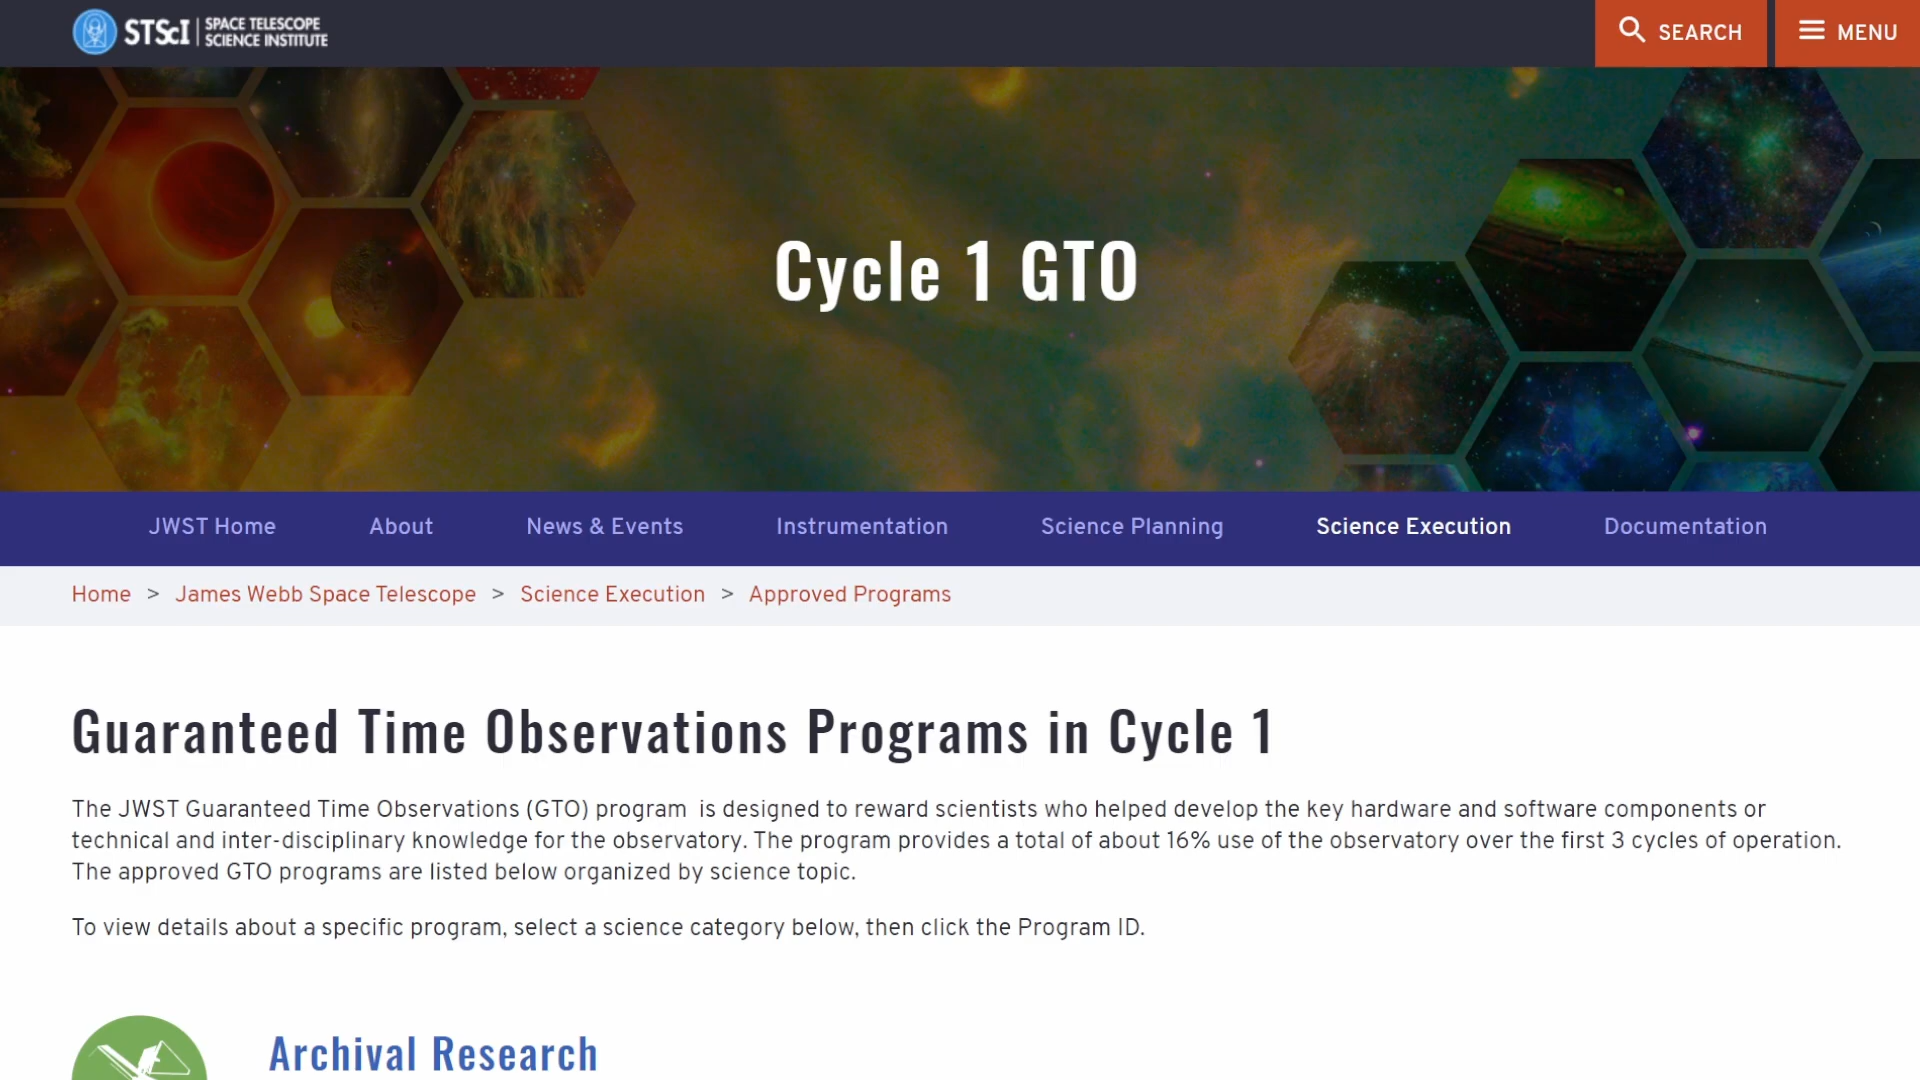 STScI | SPACE TELESCOPE
SCIENCE INSTITUTE
SEARCH
MENU
Cycle 1 GTO
JWST Home
About
News & Events
Instrumentation
Science Planning
Science Execution
Documentation
Home > James Webb Space Telescope > Science Execution > Approved Programs
Guaranteed Time Observations Programs in Cycle 1
The JWST Guaranteed Time Observations (GTO) program is designed to reward scientists who helped develop the key hardware and software components or
technical and inter-disciplinary knowledge for the observatory. The program provides a total of about 16% use of the observatory over the first 3 cycles of operation.
The approved GTO programs are listed below organized by science topic.
To view details about a specific program, select a science category below, then click the Program ID.
Archival Research